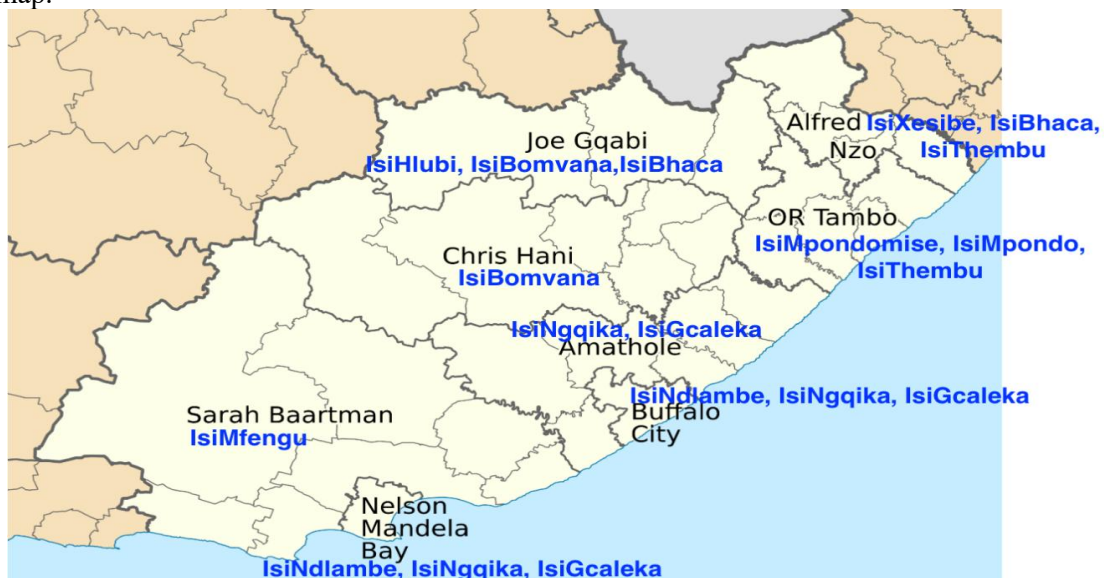 map.
Alfred IsiXesibe, IsiBhaca,
Nzo IsiThembu
Joe Gqabi
IsiHlubi, IsiBomvana,IsiBhaca
OR Tambo
IsiMpondomise, IsiMpondo,
IsiThembu
Chris Hani
IsiBomvana
IsiNgqika, IsiGcaleka
Amathole
IsiNdlambe, IsiNgqika, IsiGcaleka
Buffalo
City
Sarah Baartman
IsiMfengu
Nelson
Mandela
Bay
IsiNdlambe, IsiNgqika, IsiGcaleka